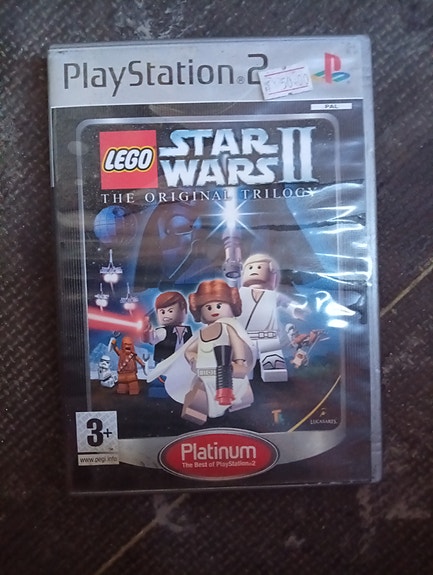 PlayStation®2
PAL
LEGO
STAR
WARS II
THE ORIGINAL TRILOGY
LUCASARTS
3+
www.pegi.info
Platinum
The Best of PlayStation®2